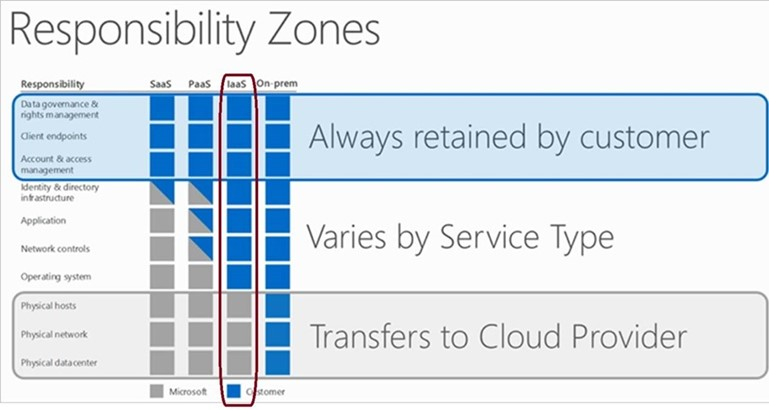 Responsibility Zones
Responsibility SaaS PaaS IaaS On-prem
Data governance &
rights management
Client endpoints
Account & access
management
Always retained by customer
Identity & directory
infrastructure
Application
Network controls
Operating system
Varies by Service Type
Physical hosts
Physical network
Physical datacenter
Transfers to Cloud Provider
Microsoft Customer